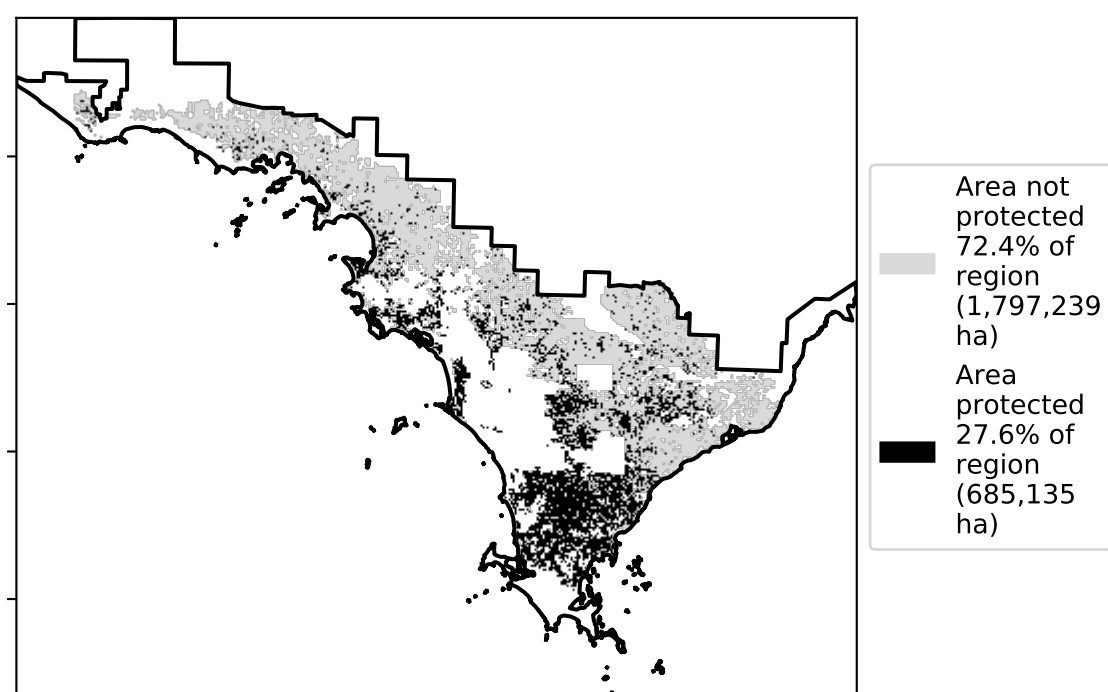 Area not
protected
72.4% of
region
(1,797,239
ha)
Area
protected
27.6% of
region
(685,135
ha)